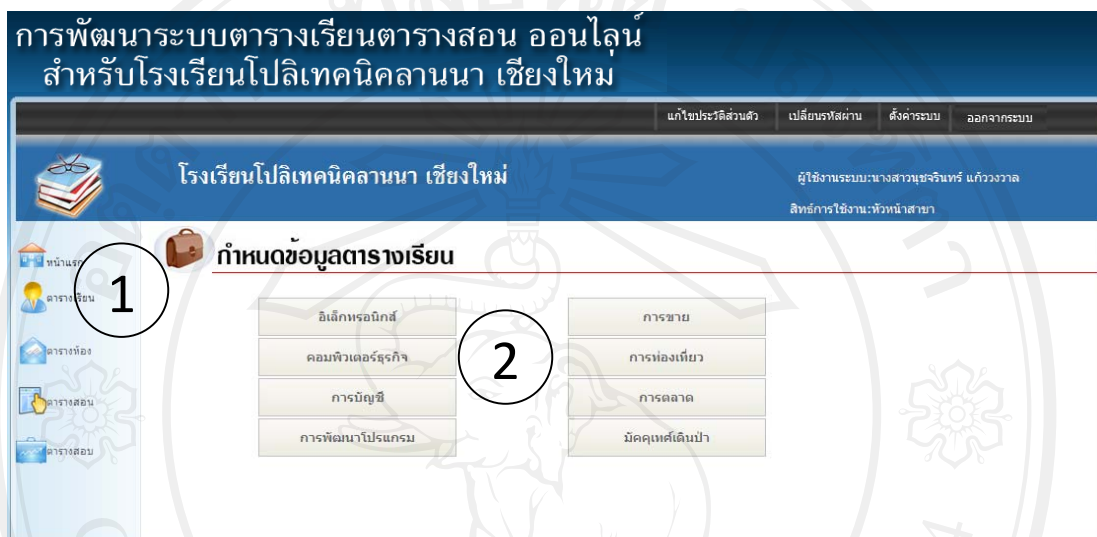 การพัฒนาระบบตารางเรียนตารางสอน ออนไลน์
สำหรับโรงเรียนโปลิเทคนิคลานนา เชียงใหม่
แก้ไขประวัติส่วนตัว เปลี่ยนรหัสผ่าน ตั้งค่าระบบ ออกจากระบบ
โรงเรียนโปลิเทคนิคลานนา เชียงใหม่
ผู้ใช้งานระบบ:นางสาวนุชจรินทร์ แก้ววงวาล
สิทธ์การใช้งาน:หัวหน้าสาขา
กำหนดข้อมูลตารางเรียน
หน้าแรก
ตารางเรียน
ตารางห้อง
ตารางสอน
ตารางสอบ
1
อิเล็กทรอนิกส์ การขาย
คอมพิวเตอร์ธุรกิจ การท่องเที่ยว
2
การบัญชี การตลาด
การพัฒนาโปรแกรม มัคคุเทศ์เดินป่า